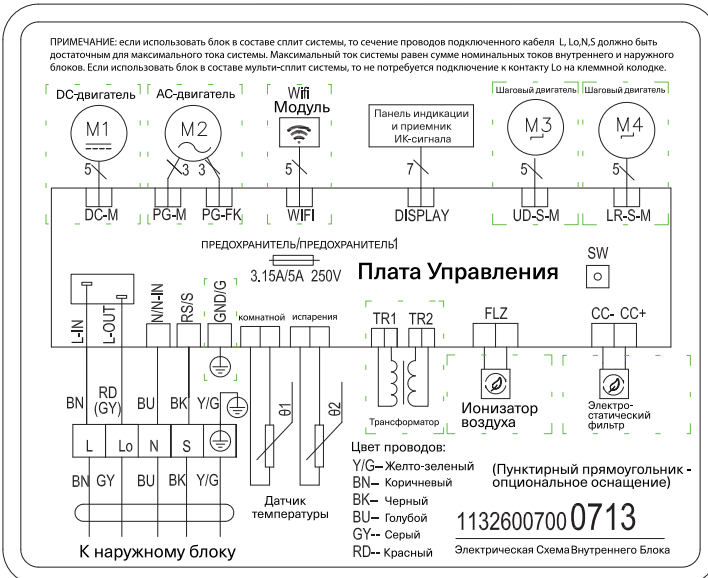 ПРИМЕЧАНИЕ: если использовать блок в составе сплит системы, то сечение проводов подключенного кабеля L, Lo,N,S должно быть
достаточным для максимального тока системы. Максимальный ток системы равен сумме номинальных токов внутреннего и наружного
блоков. Если использовать блок в составе мульти-сплит системы, то не потребуется подключение к контакту Lo на клеммной колодке.
DC-двигатель
AC-двигатель
Wifi
Модуль
Панель индикации
и приемник
ИК-сигнала
Шаговый двигатель
Шаговый двигатель
M1
M2
M3
M4
5
3
3
5
7
5
5
DC-M
PG-M
PG-FK
WIFI
DISPLAY
UD-S-M
LR-S-M
ПРЕДОХРАНИТЕЛЬ/ПРЕДОХРАНИТЕЛЬ1
3.15A/5A 250V
Плата Управления
SW
L-IN
L-OUT
N/N-IN
RS/S
GND/G
комнатной
испарения
TR1
TR2
FLZ
CC-
CC+
BN
RD
(GY)
BU
BK
Y/G
θ1
θ2
Трансформатор
Ионизатор
воздуха
Электро-
статический
фильтр
L
Lo
N
S
BN
GY
BU
BK
Y/G
Датчик
температуры
К наружному блоку
Цвет проводов:
Y/G– Желто-зеленый
BN– Коричневый
BK– Черный
BU– Голубой
GY-- Серый
RD-- Красный
(Пунктирный прямоугольник -
опциональное оснащение)
1132600700 0713
Электрическая Схема Внутреннего Блока